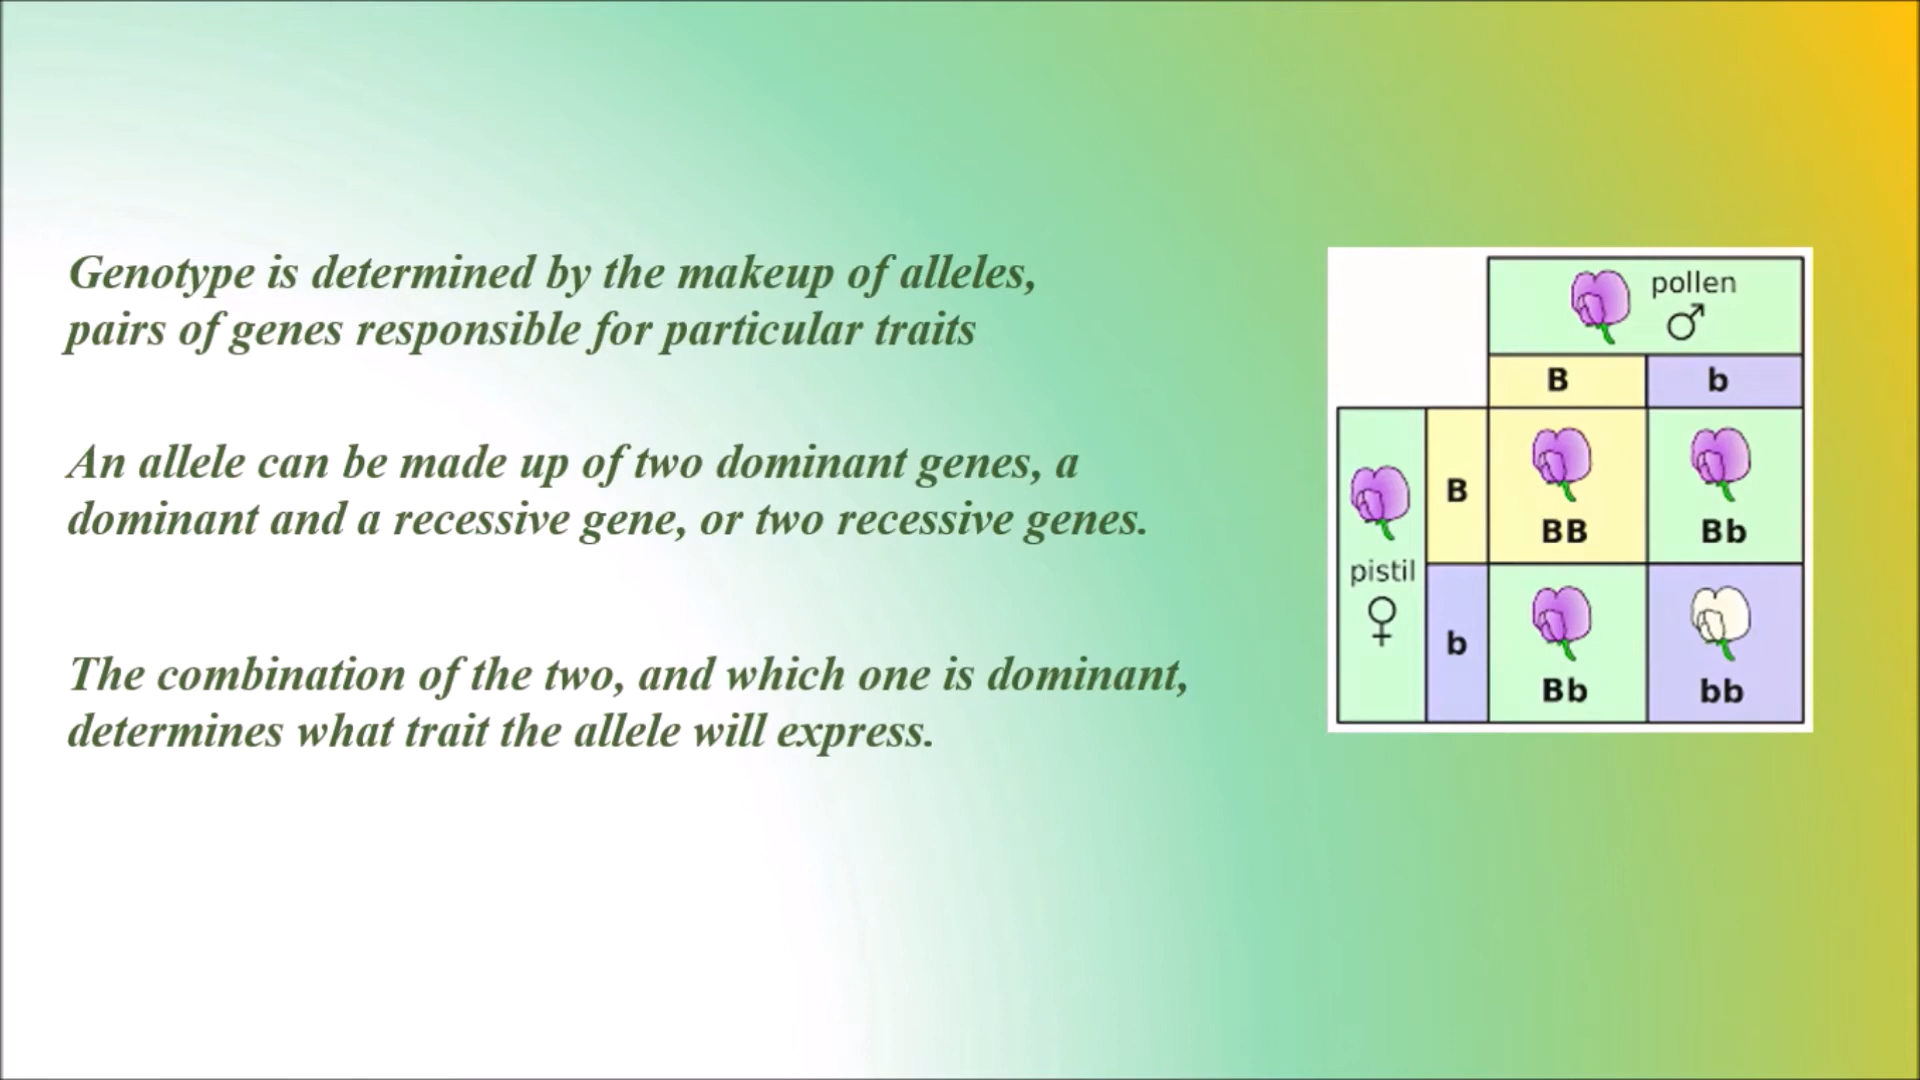 Genotype is determined by the makeup of alleles,
pairs of genes responsible for particular traits
An allele can be made up of two dominant genes, a
dominant and a recessive gene, or two recessive genes.
The combination of the two, and which one is dominant,
determines what trait the allele will express.
pollen
♂
B b
B
BB Bb
pistil
♀
b
Bb bb